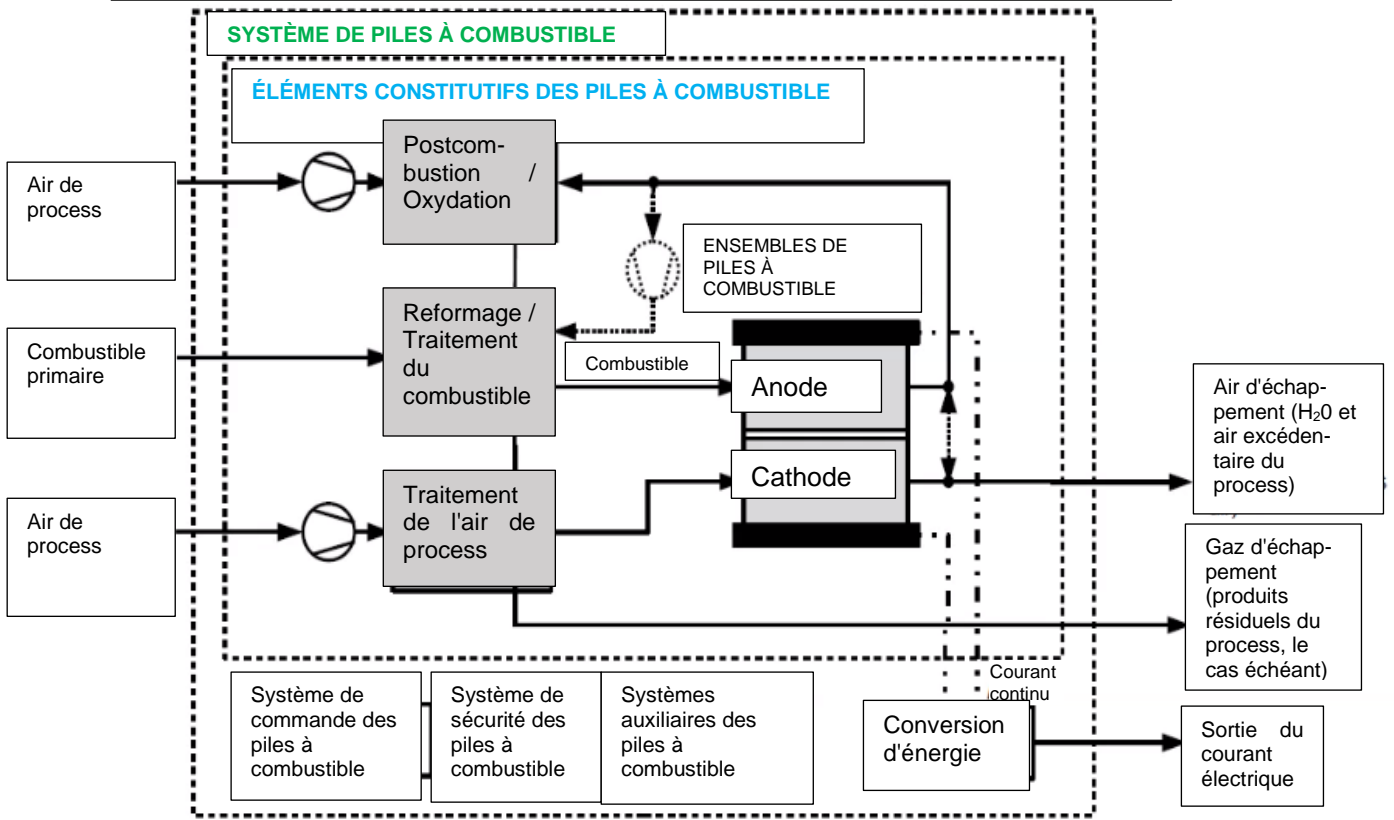 SYSTÈME DE PILES À COMBUSTIBLE
ÉLÉMENTS CONSTITUTIFS DES PILES À COMBUSTIBLE
Air de
process
Postcom-
bustion /
Oxydation
ENSEMBLES DE
PILES À
COMBUSTIBLE
Combustible
primaire
Reformage /
Traitement
du
combustible
Combustible
Anode
Cathode
Air de
process
Traitement
de l'air de
process
Air d'échap-
pement (H₂0 et
air excéden-
taire du
process)
Gaz d'échap-
pement
(produits
résiduels du
process, le
cas échéant)
Système de
commande des
piles à
combustible
Système de
sécurité des
piles à
combustible
Systèmes
auxiliaires des
piles à
combustible
Courant
continu
Conversion
d'énergie
Sortie du
courant
électrique